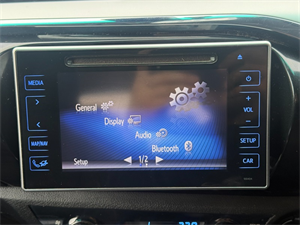 MEDIA
MAP/NAV
General
Display
Audio
Bluetooth
Setup
1/2
+
VOL
−
SETUP
CAR